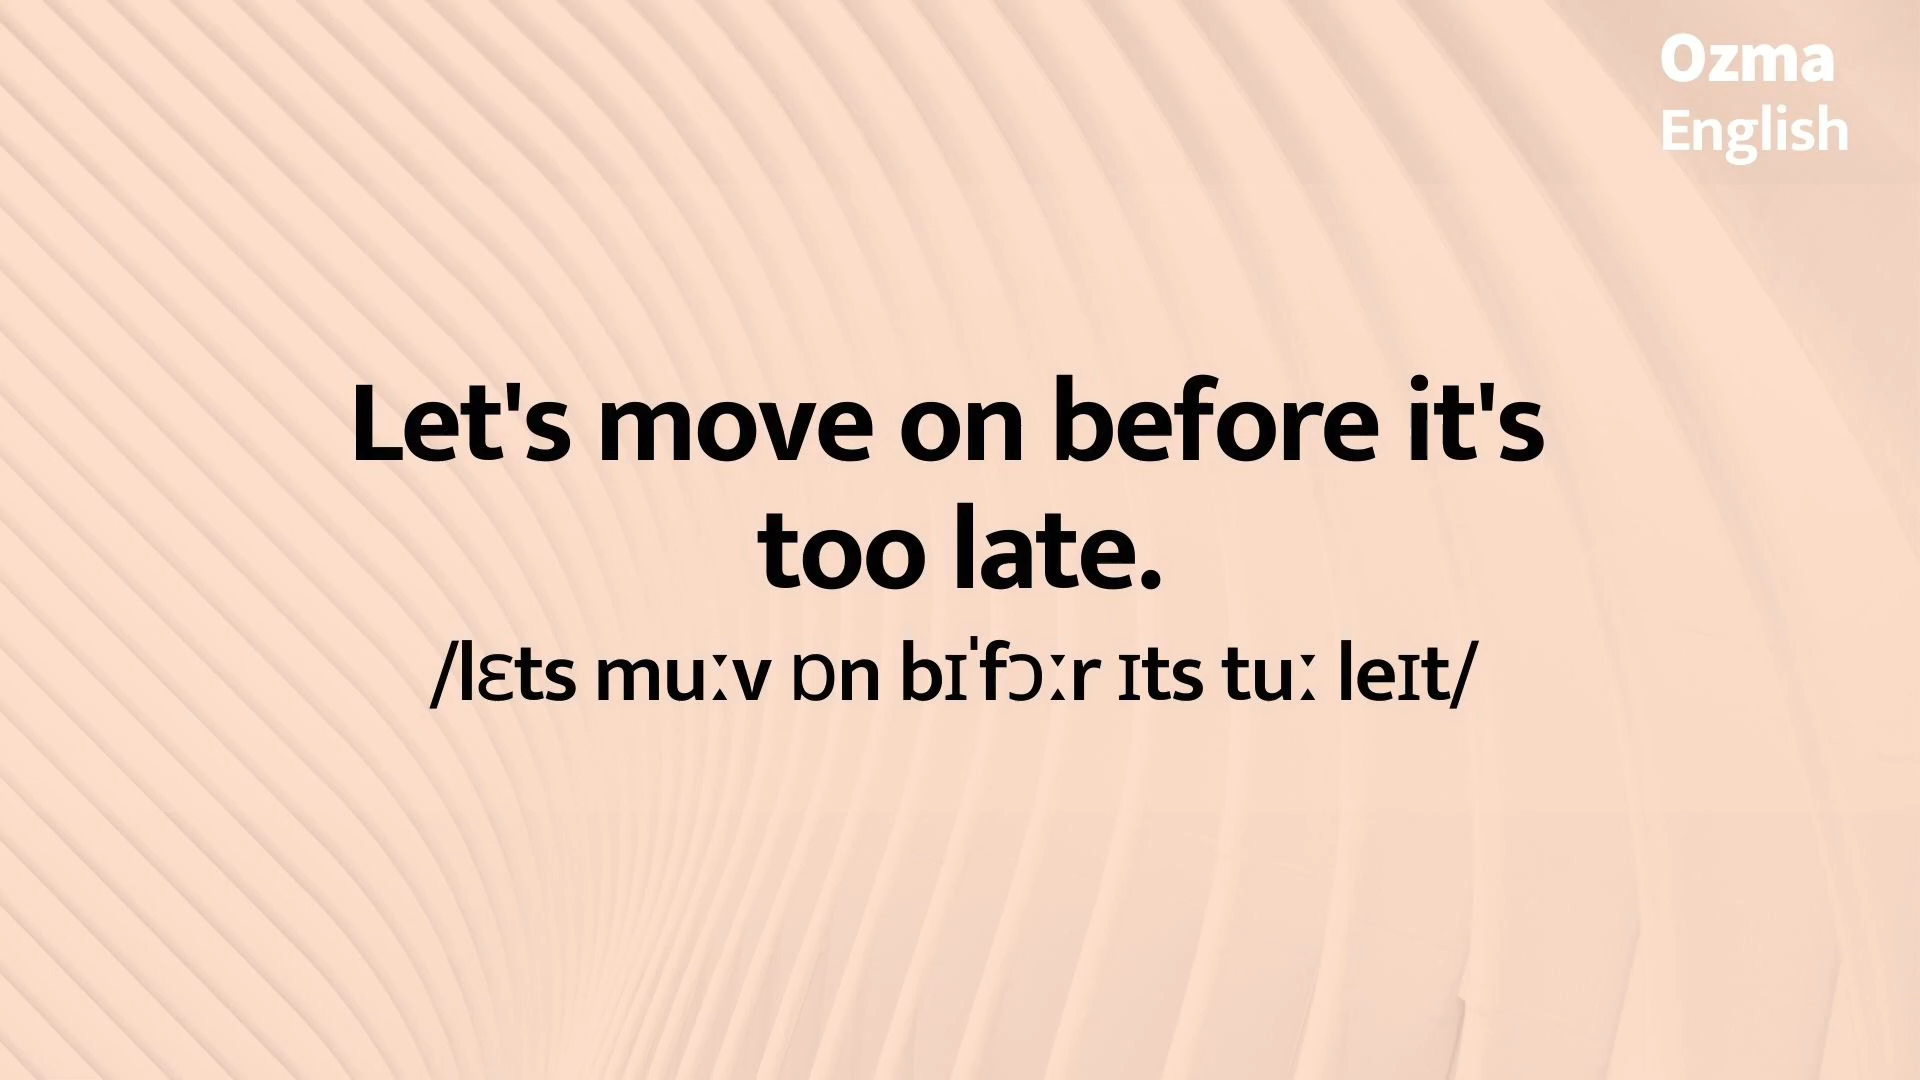 Ozma
English
Let's move on before it's
too late.
/lɛts muːv ɒn bɪˈfɔːr ɪts tuː leɪt/